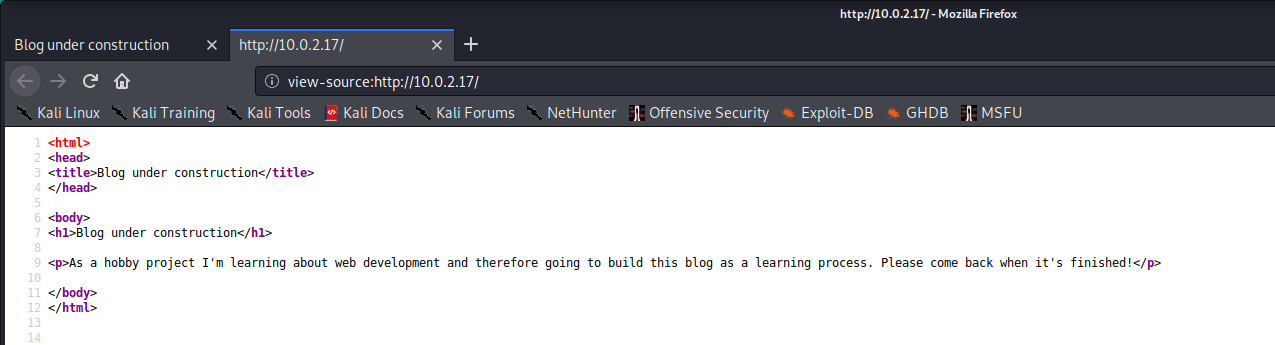 http://10.0.2.17/ - Mozilla Firefox
Blog under construction http://10.0.2.17/
view-source:http://10.0.2.17/
Kali Linux Kali Training Kali Tools Kali Docs Kali Forums NetHunter Offensive Security Exploit-DB GHDB MSFU
1 <html>
2 <head>
3 <title>Blog under construction</title>
4 </head>
5
6 <body>
7 <h1>Blog under construction</h1>
8
9 <p>As a hobby project I'm learning about web development and therefore going to build this blog as a learning process. Please come back when it's finished!</p>
10
11 </body>
12 </html>
13
14